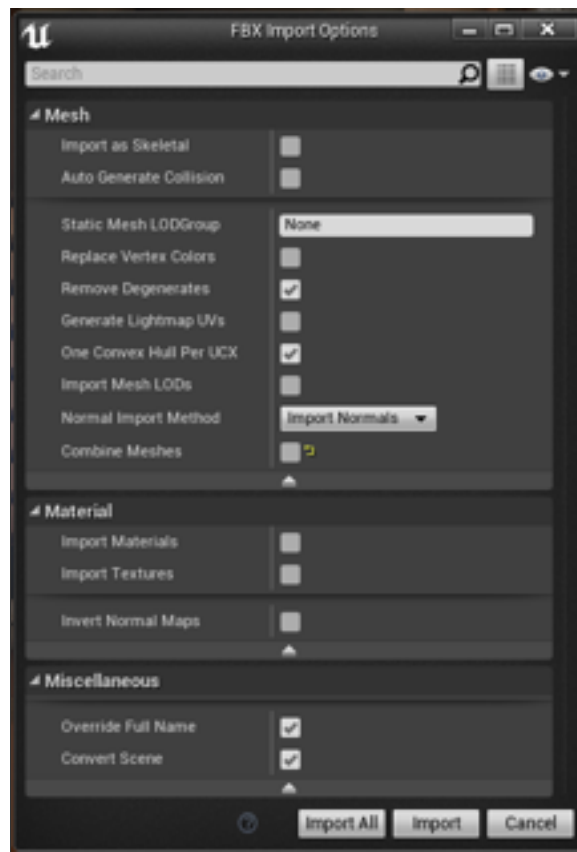 FBX Import Options
Search
Mesh
Import as Skeletal
Auto Generate Collision
Static Mesh LODGroup None
Replace Vertex Colors
Remove Degenerates
Generate Lightmap UVs
One Convex Hull Per UCX
Import Mesh LODs
Normal Import Method Import Normals
Combine Meshes
Material
Import Materials
Import Textures
Invert Normal Maps
Miscellaneous
Override Full Name
Convert Scene
Import All Import Cancel